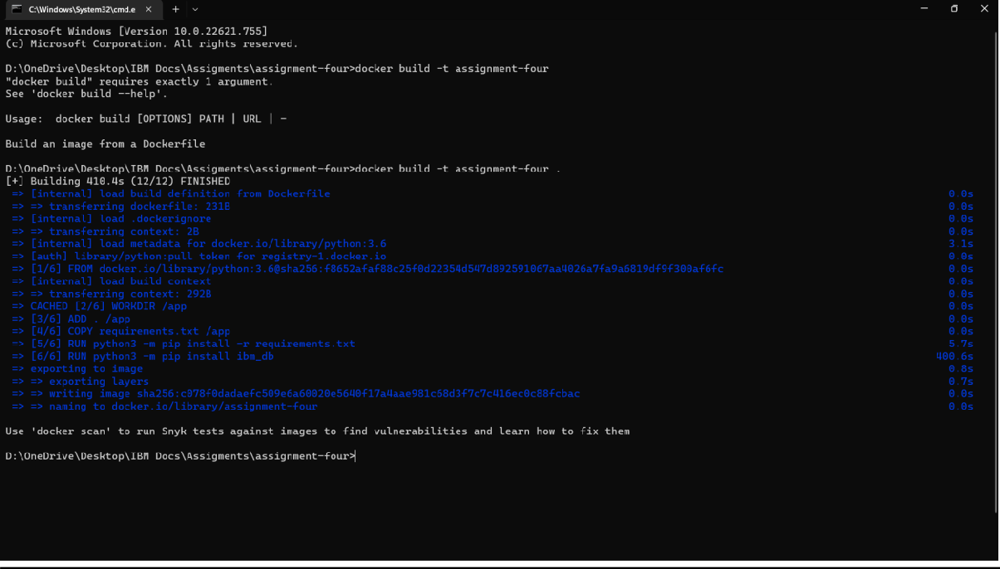 C:\Windows\System32\cmd.e
Microsoft Windows [Version 10.0.22621.755]
(c) Microsoft Corporation. All rights reserved.
D:\OneDrive\Desktop\IBM Docs\Assigments\assignment-four>docker build -t assignment-four
"docker build" requires exactly 1 argument.
See 'docker build --help'.
Usage:  docker build [OPTIONS] PATH | URL | -
Build an image from a Dockerfile
D:\OneDrive\Desktop\IBM Docs\Assigments\assignment-four>docker build -t assignment-four .
[+] Building 410.4s (12/12) FINISHED
=> [internal] load build definition from Dockerfile 0.0s
=> => transferring dockerfile: 231B 0.0s
=> [internal] load .dockerignore 0.0s
=> => transferring context: 2B 0.0s
=> [internal] load metadata for docker.io/library/python:3.6 3.1s
=> [auth] library/python:pull token for registry-1.docker.io 0.0s
=> [1/6] FROM docker.io/library/python:3.6@sha256:f8652afaf88c25f0d22354d547d892591067aa4026a7fa9a6819df9f300af6fc 0.0s
=> [internal] load build context 0.0s
=> => transferring context: 292B 0.0s
=> CACHED [2/6] WORKDIR /app 0.0s
=> [3/6] ADD . /app 0.0s
=> [4/6] COPY requirements.txt /app 0.0s
=> [5/6] RUN python3 -m pip install -r requirements.txt 5.7s
=> [6/6] RUN python3 -m pip install ibm_db 400.6s
=> exporting to image 0.8s
=> => exporting layers 0.7s
=> => writing image sha256:c078f0dadaefc509e6a60020e5640f17a4aae981c68d3f7c7c416ec0c88fcbac 0.0s
=> => naming to docker.io/library/assignment-four 0.0s
Use 'docker scan' to run Snyk tests against images to find vulnerabilities and learn how to fix them
D:\OneDrive\Desktop\IBM Docs\Assigments\assignment-four>